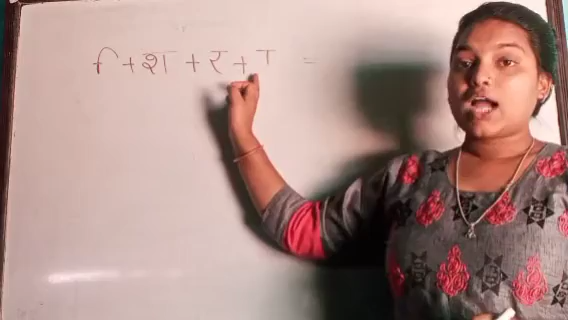 ि + श + र + ा =